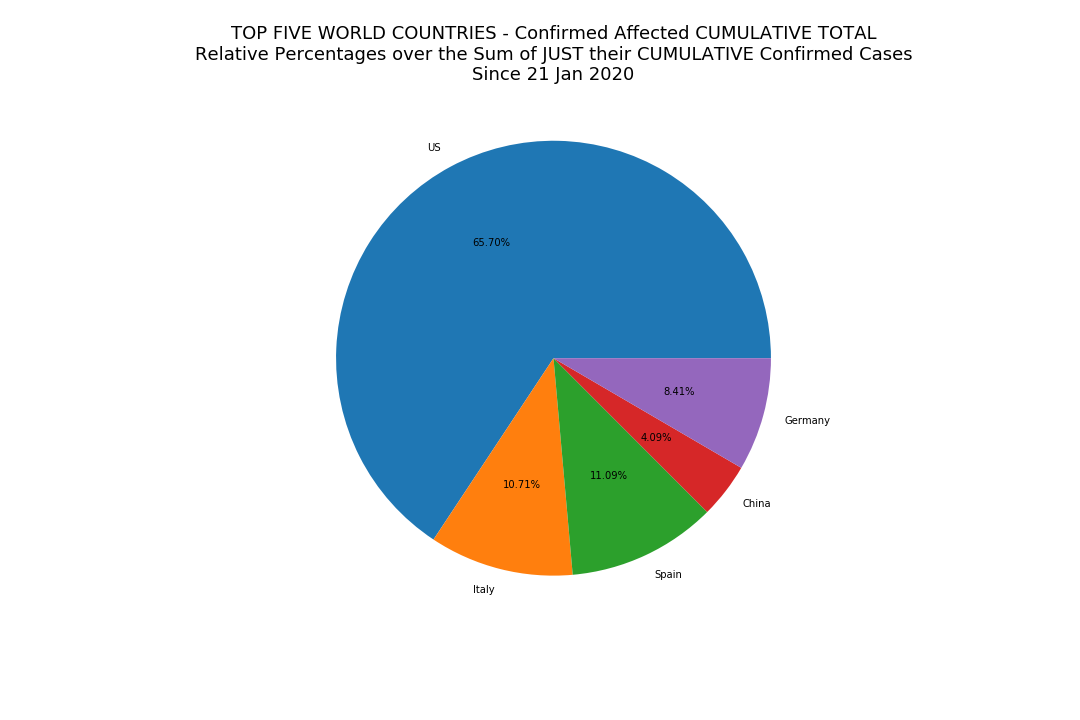 TOP FIVE WORLD COUNTRIES - Confirmed Affected CUMULATIVE TOTAL
Relative Percentages over the Sum of JUST their CUMULATIVE Confirmed Cases
Since 21 Jan 2020
US
65.70%
8.41%
Germany
4.09%
11.09%
10.71%
China
Spain
Italy